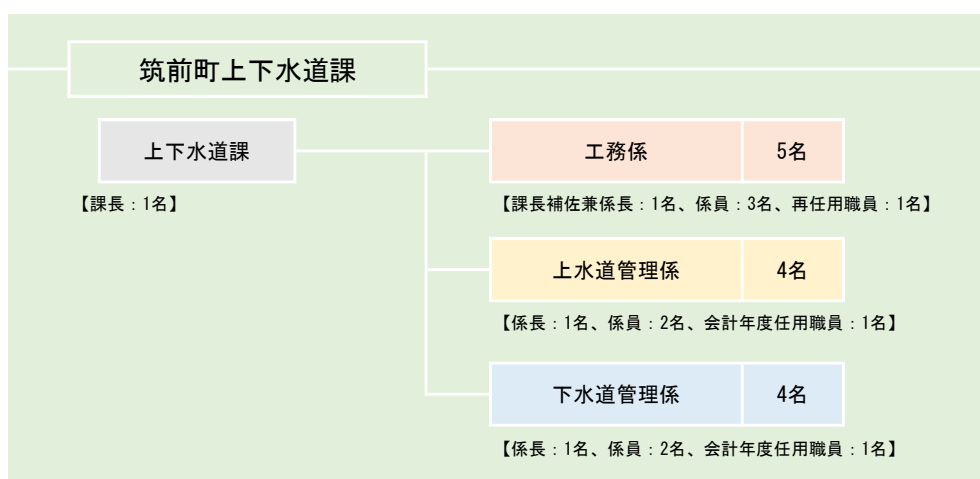 筑前町上下水道課
上下水道課
【課長：1名】
工務係 5名
【課長補佐兼係長：1名、係員：3名、再任用職員：1名】
上水道管理係 4名
【係長：1名、係員：2名、会計年度任用職員：1名】
下水道管理係 4名
【係長：1名、係員：2名、会計年度任用職員：1名】